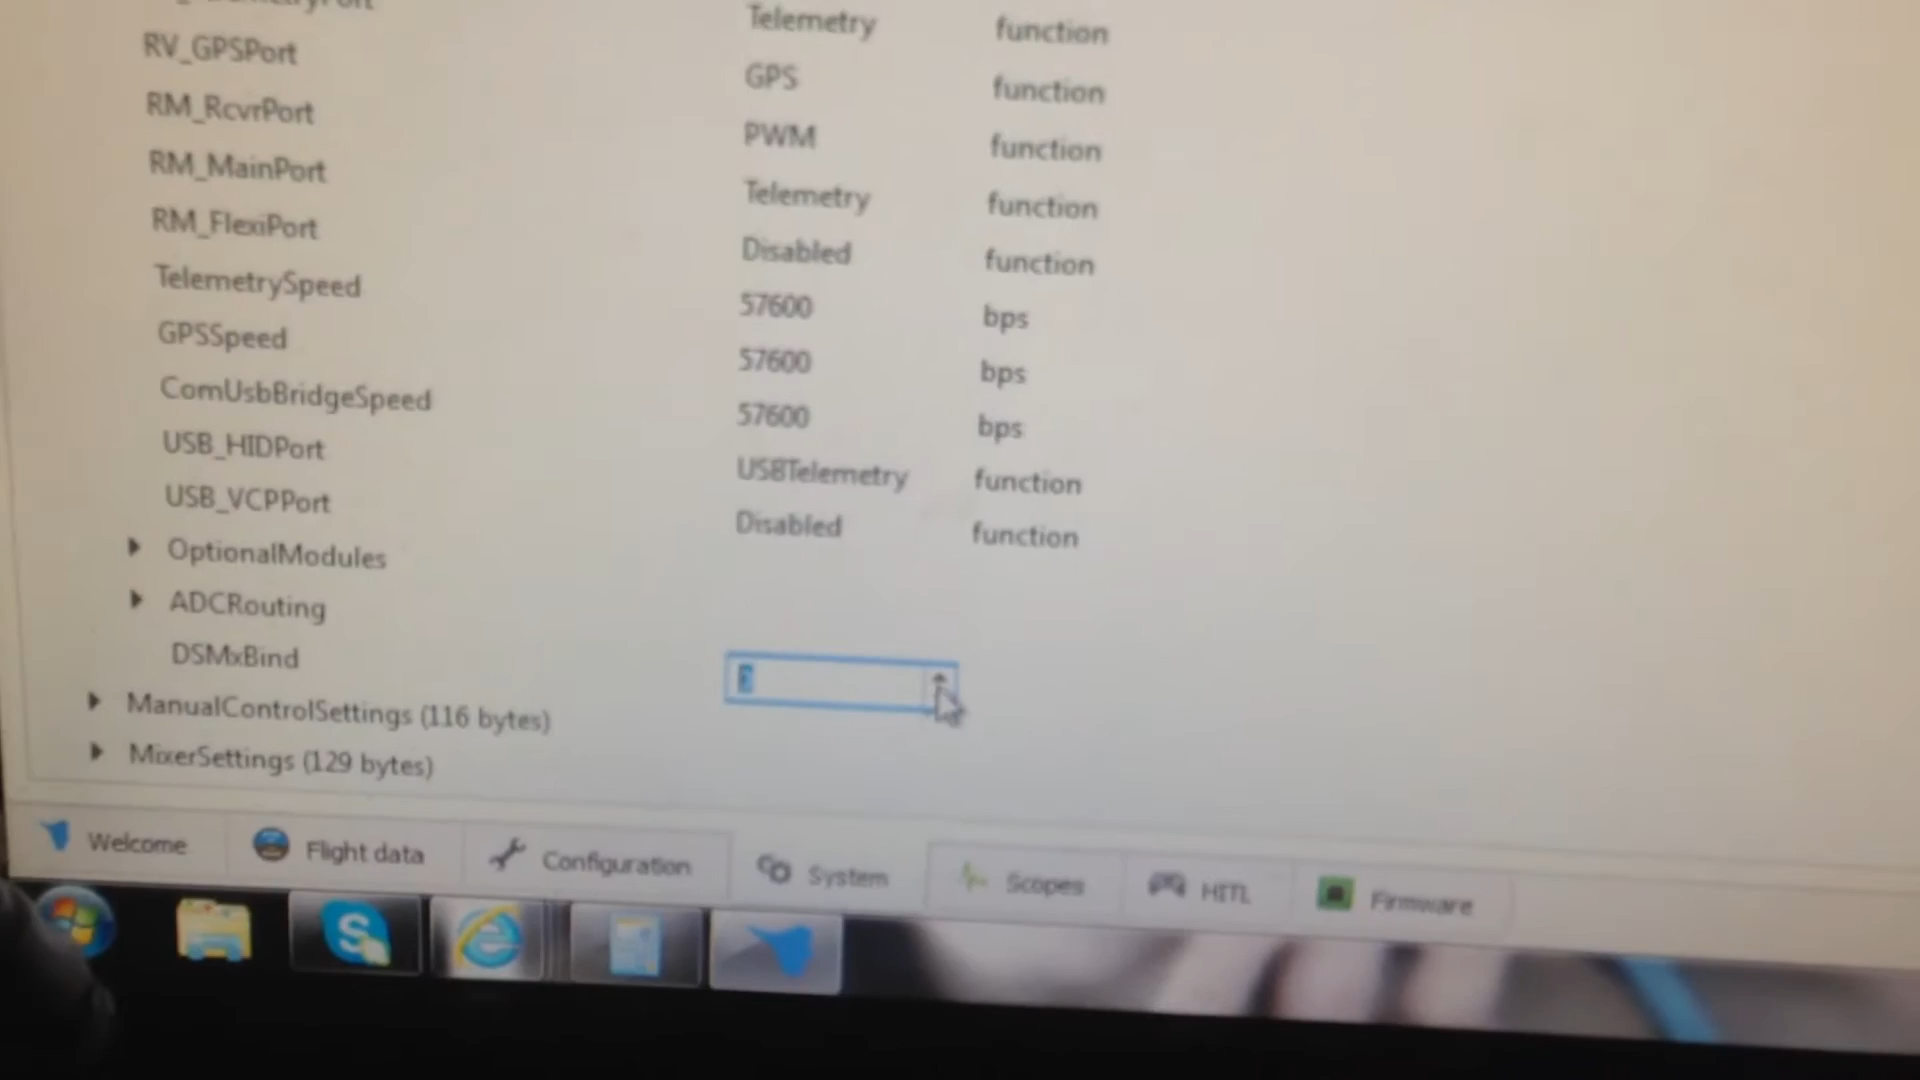 Telemetry function
RV_GPSPort GPS function
RM_RcvrPort PWM function
RM_MainPort Telemetry function
RM_FlexiPort Disabled function
TelemetrySpeed 57600 bps
GPSSpeed 57600 bps
ComUsbBridgeSpeed 57600 bps
USB_HIDPort USBTelemetry function
USB_VCPPort Disabled function
OptionalModules
ADCRouting
DSMxBind
ManualControlSettings (116 bytes)
MixerSettings (129 bytes)
Welcome Flight data Configuration System Scopes HITL Firmware